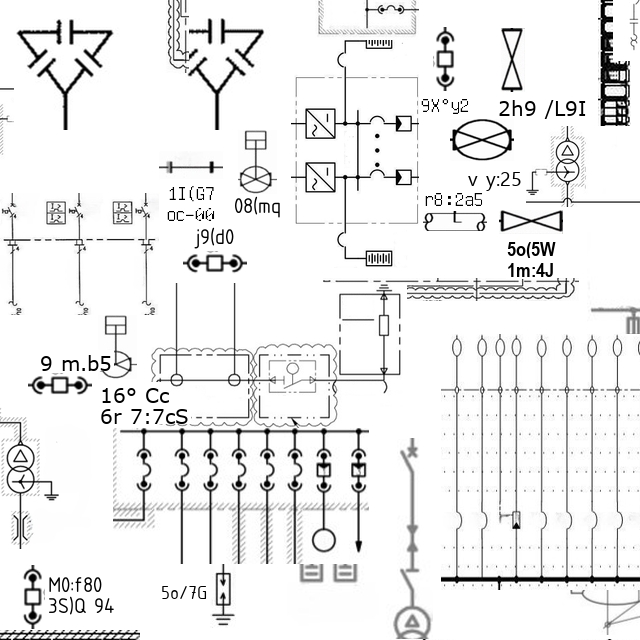 9X°y2
2h9 /L9I
1I(G7
oc-00
08(mq
v y:25
r8:2a5
j9(d0
5o(5W
1m:4J
9 m.b5
16° Cc
6r 7:7cS
M0:f80
3S)Q 94
5o/7G